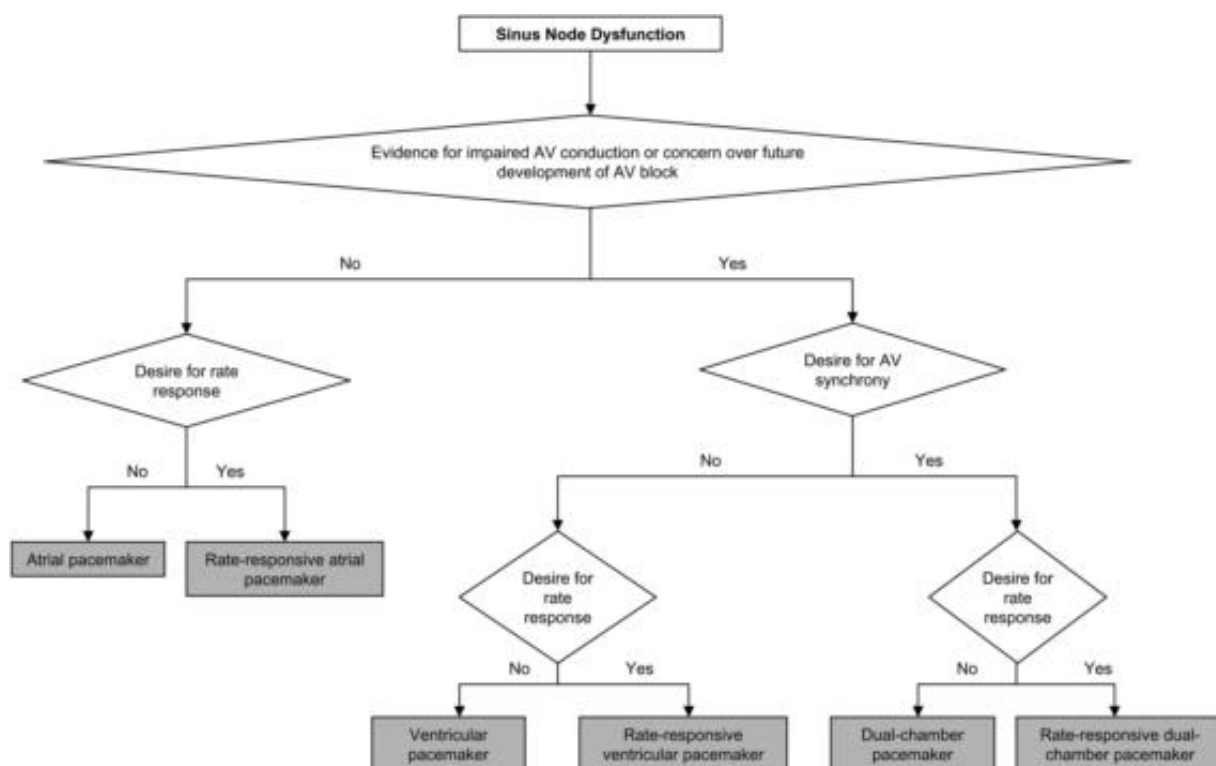 Sinus Node Dysfunction
Evidence for impaired AV conduction or concern over future
development of AV block
No
Yes
Desire for rate
response
Desire for AV
synchrony
No
Yes
No
Yes
Atrial pacemaker
Rate-responsive atrial
pacemaker
Desire for
rate
response
Desire for
rate
response
No
Yes
No
Yes
Ventricular
pacemaker
Rate-responsive
ventricular pacemaker
Dual-chamber
pacemaker
Rate-responsive dual-
chamber pacemaker